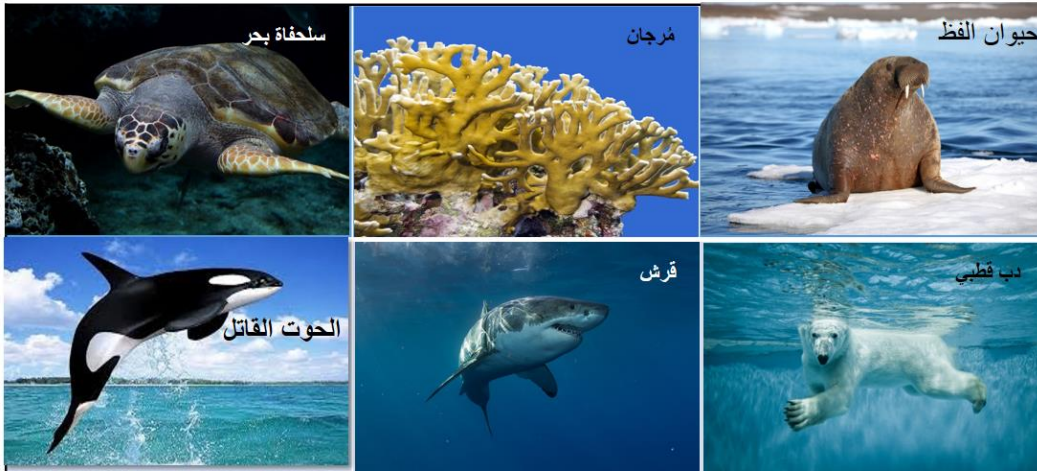 سلحفاة بحر
مُرجان
حيوان الفظ
الحوت القاتل
قرش
دب قطبي